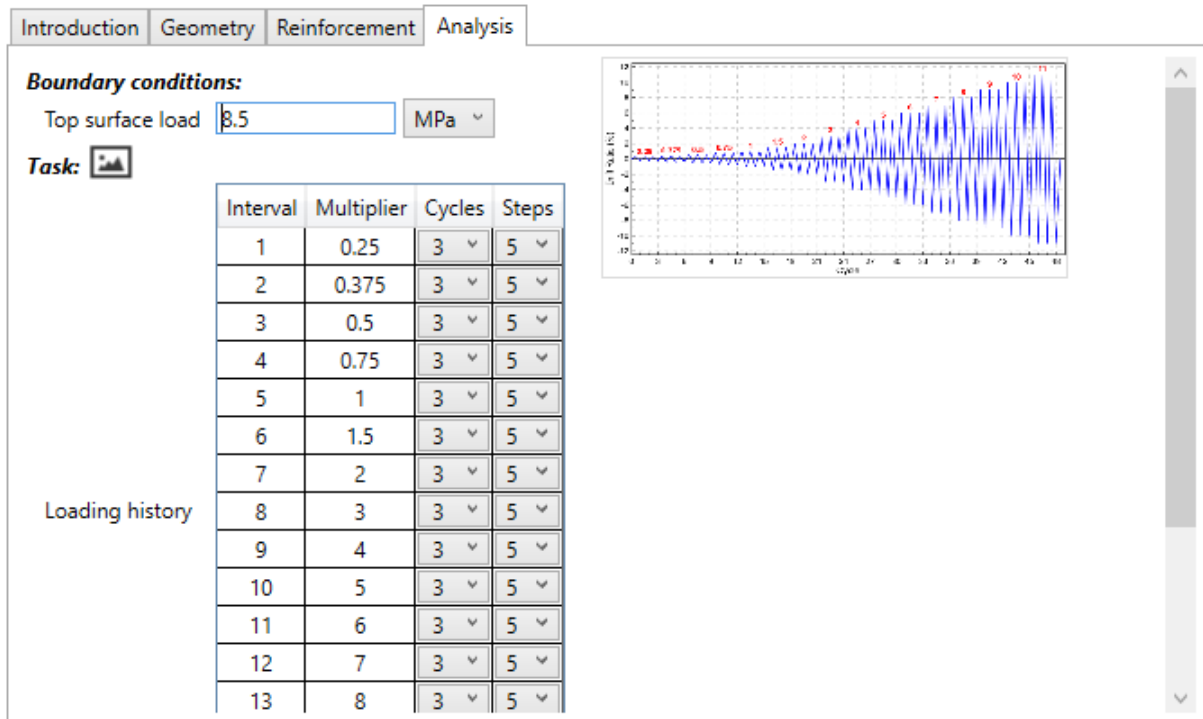 Introduction Geometry Reinforcement Analysis
Boundary conditions:
Top surface load 8.5 MPa
Task:
Interval Multiplier Cycles Steps
1 0.25 3 5
2 0.375 3 5
3 0.5 3 5
4 0.75 3 5
5 1 3 5
6 1.5 3 5
7 2 3 5
Loading history 8 3 3 5
9 4 3 5
10 5 3 5
11 6 3 5
12 7 3 5
13 8 3 5
12
11
10
9